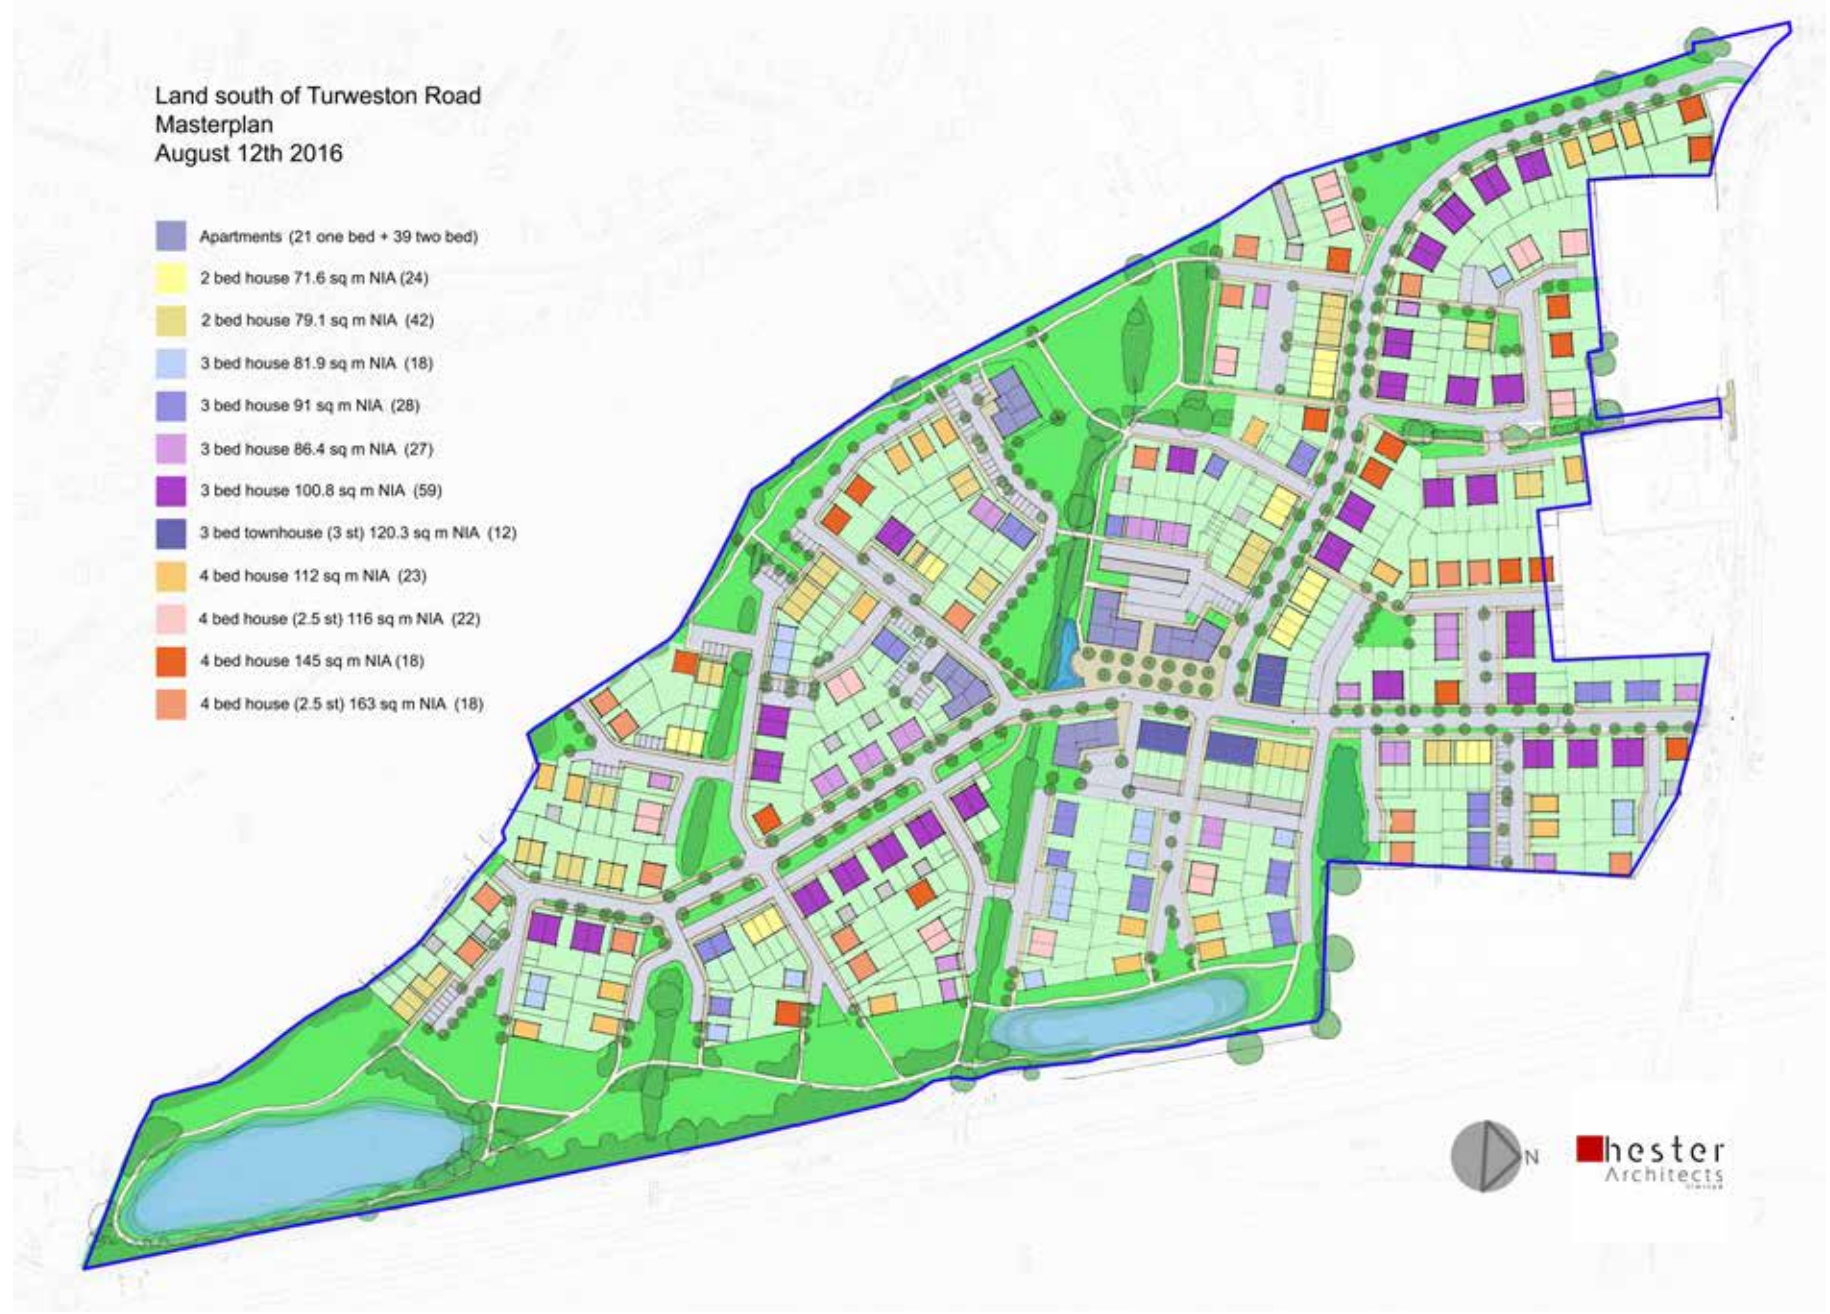 Land south of Turweston Road
Masterplan
August 12th 2016
Apartments (21 one bed + 39 two bed)
2 bed house 71.6 sq m NIA (24)
2 bed house 79.1 sq m NIA (42)
3 bed house 81.9 sq m NIA (18)
3 bed house 91 sq m NIA (28)
3 bed house 86.4 sq m NIA (27)
3 bed house 100.8 sq m NIA (59)
3 bed townhouse (3 st) 120.3 sq m NIA (12)
4 bed house 112 sq m NIA (23)
4 bed house (2.5 st) 116 sq m NIA (22)
4 bed house 145 sq m NIA (18)
4 bed house (2.5 st) 163 sq m NIA (18)
N
hester
Architects
limited